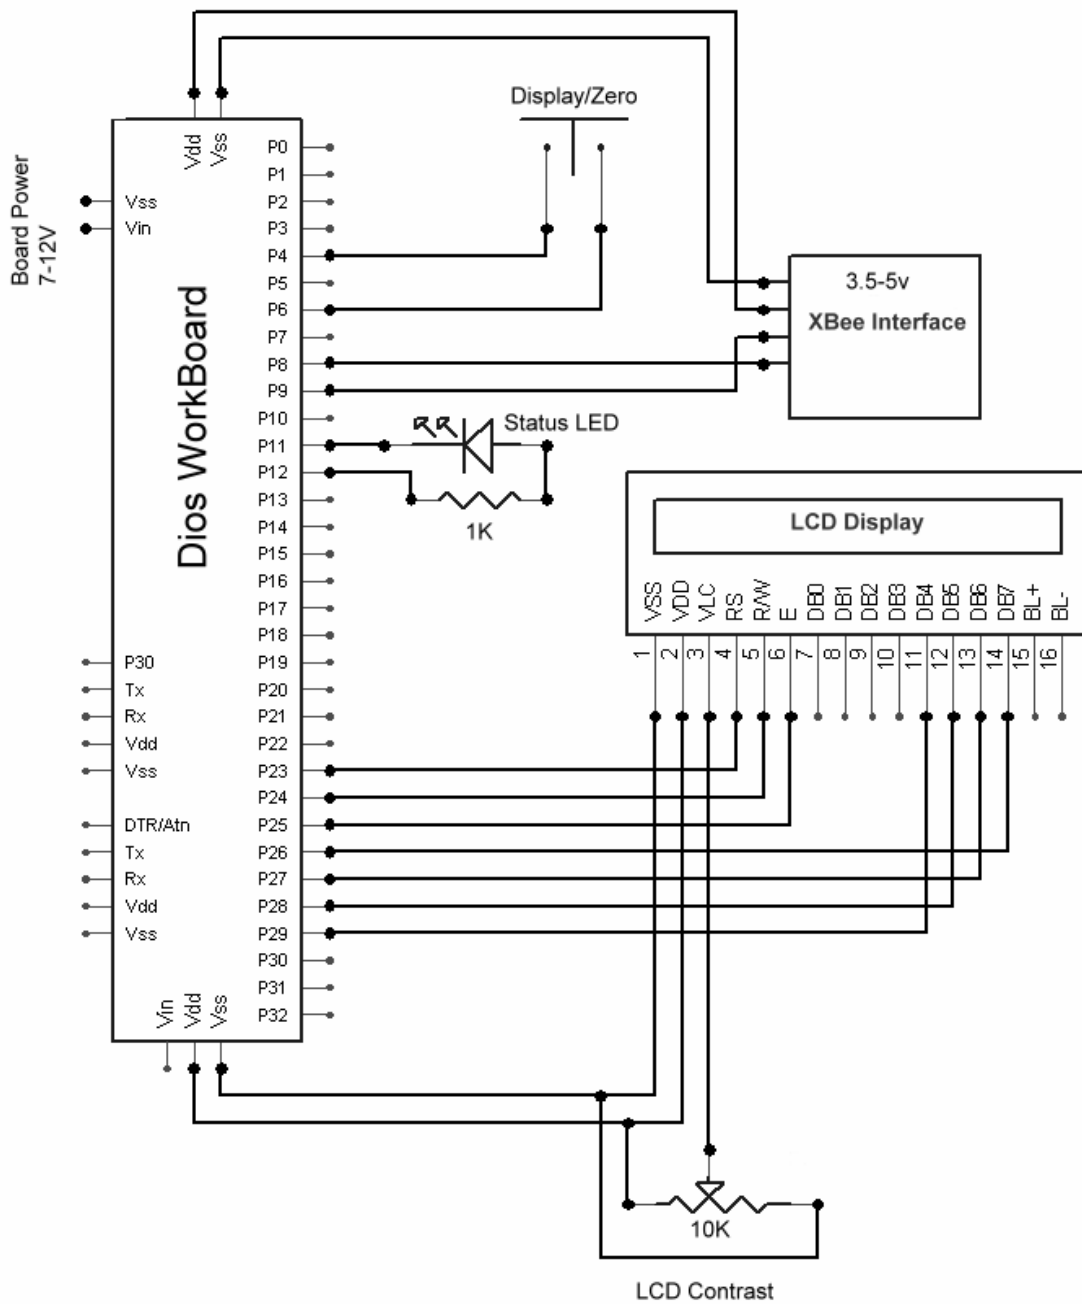 Display/Zero
Vdd
Vss
P0
P1
P2
P3
P4
P5
P6
P7
P8
P9
P10
P11
P12
P13
P14
P15
P16
P17
P18
P19
P20
P21
P22
P23
P24
P25
P26
P27
P28
P29
P30
P31
P32
Board Power
7-12V
Vss
Vin
Dios WorkBoard
P30
Tx
Rx
Vdd
Vss
DTR/Atn
Tx
Rx
Vdd
Vss
Vin
Vdd
Vss
3.5-5v
XBee Interface
Status LED
1K
LCD Display
VSS
VDD
VLC
RS
R/W
E
DB0
DB1
DB2
DB3
DB4
DB5
DB6
DB7
BL+
BL-
1
2
3
4
5
6
7
8
9
10
11
12
13
14
15
16
10K
LCD Contrast